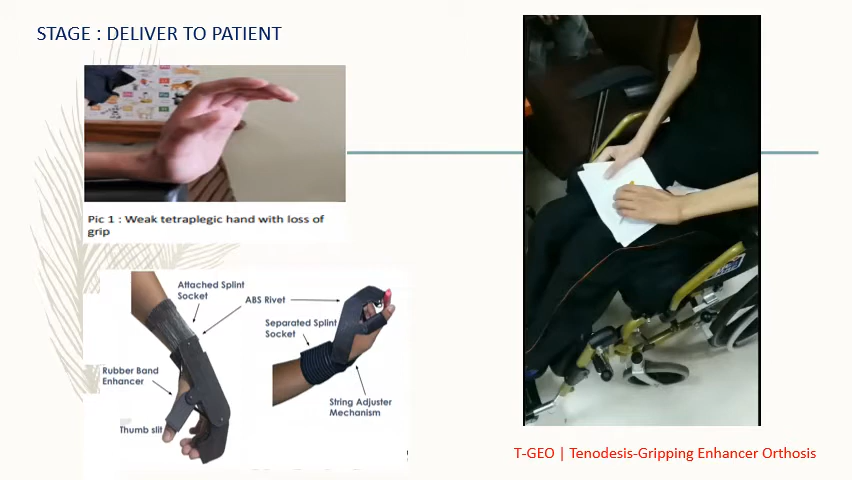 STAGE : DELIVER TO PATIENT
Pic 1 : Weak tetraplegic hand with loss of
grip
Attached Splint
Socket
ABS Rivet
Separated Splint
Socket
Rubber Band
Enhancer
String Adjuster
Mechanism
Thumb slit
T-GEO | Tenodesis-Gripping Enhancer Orthosis